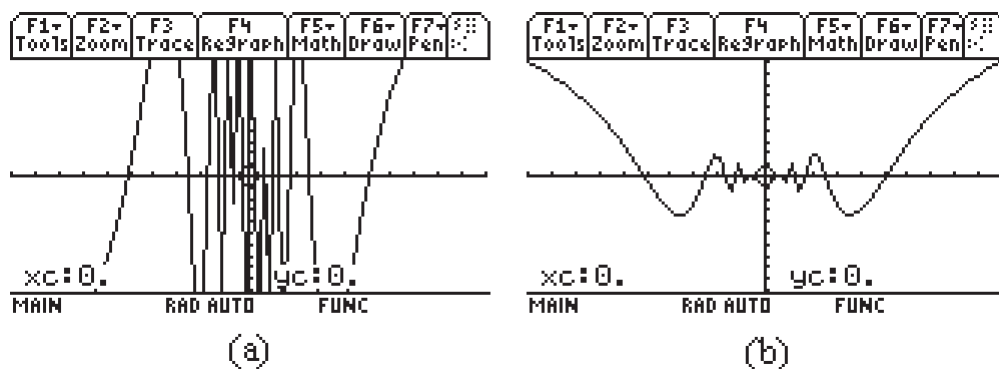 F1▾ F2▾ F3 F4 F5▾ F6▾ F7▾
Tools Zoom Trace ReGraph Math Draw Pen
xc:0. yc:0.
MAIN RAD AUTO FUNC
(a)
F1▾ F2▾ F3 F4 F5▾ F6▾ F7▾
Tools Zoom Trace ReGraph Math Draw Pen
xc:0. yc:0.
MAIN RAD AUTO FUNC
(b)